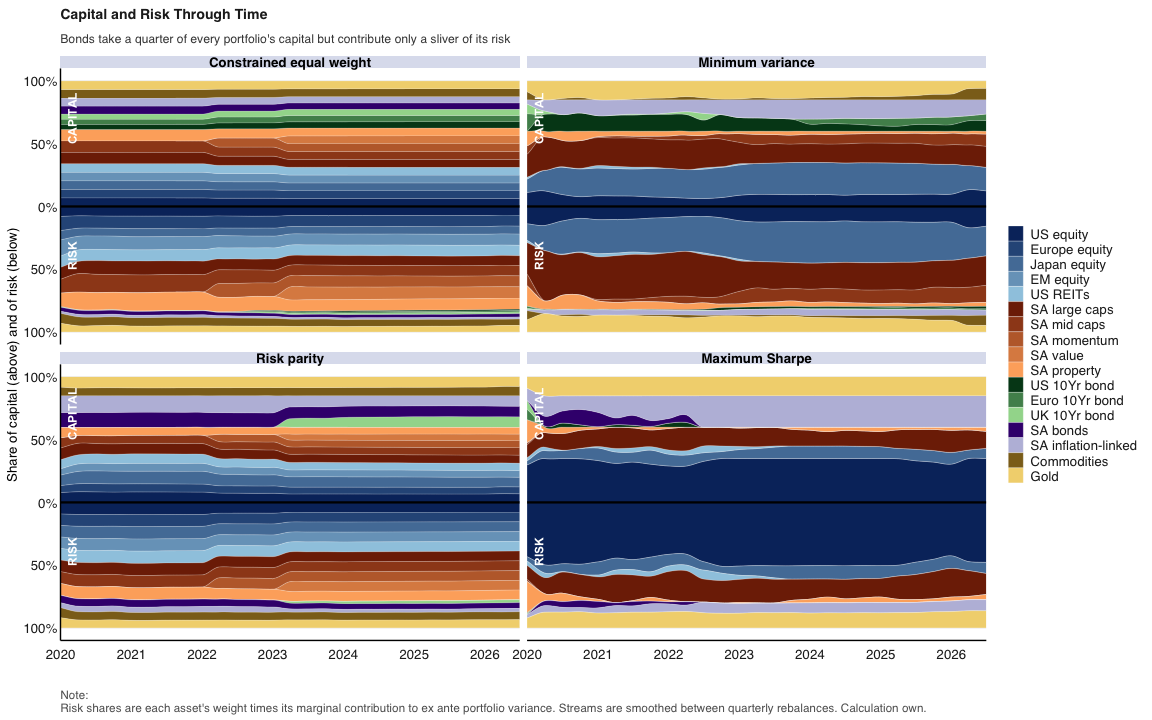 Capital and Risk Through Time
Bonds take a quarter of every portfolio's capital but contribute only a sliver of its risk
Constrained equal weight
Minimum variance
100%
50%
0%
50%
100%
CAPITAL
RISK
CAPITAL
RISK
Risk parity
Maximum Sharpe
100%
50%
0%
50%
100%
CAPITAL
RISK
CAPITAL
RISK
Share of capital (above) and of risk (below)
2020 2021 2022 2023 2024 2025 2026
2020 2021 2022 2023 2024 2025 2026
US equity
Europe equity
Japan equity
EM equity
US REITs
SA large caps
SA mid caps
SA momentum
SA value
SA property
US 10Yr bond
Euro 10Yr bond
UK 10Yr bond
SA bonds
SA inflation-linked
Commodities
Gold
Note:
Risk shares are each asset's weight times its marginal contribution to ex ante portfolio variance. Streams are smoothed between quarterly rebalances. Calculation own.